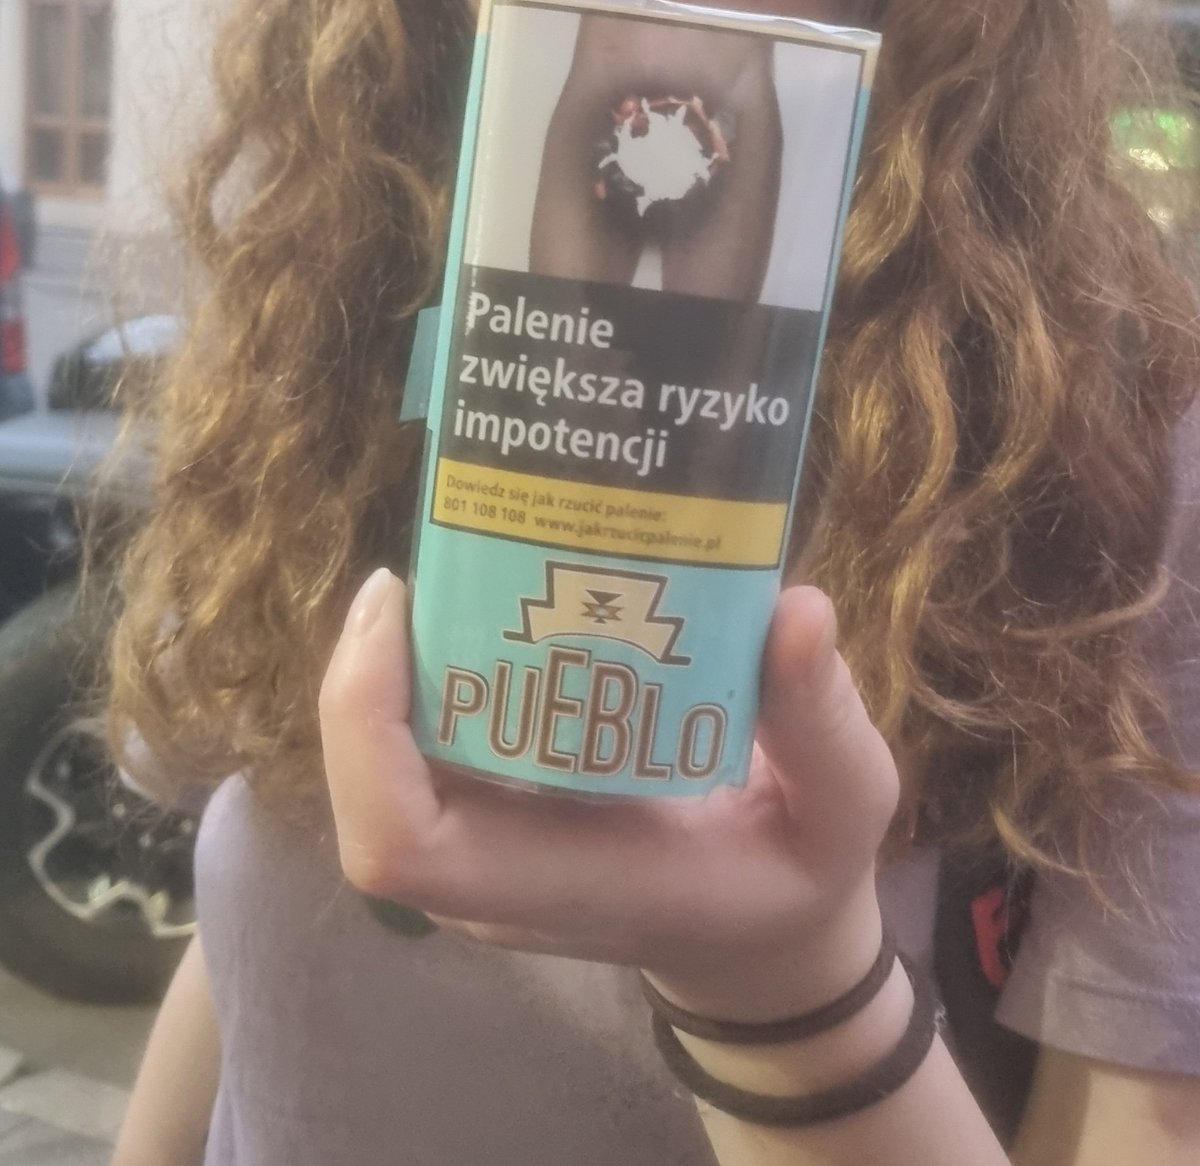 Palenie
zwiększa ryzyko
impotencji
Dowiedz się jak rzucić palenie:
801 108 108 www.jakrzucicpalenie.pl
PUEBLO